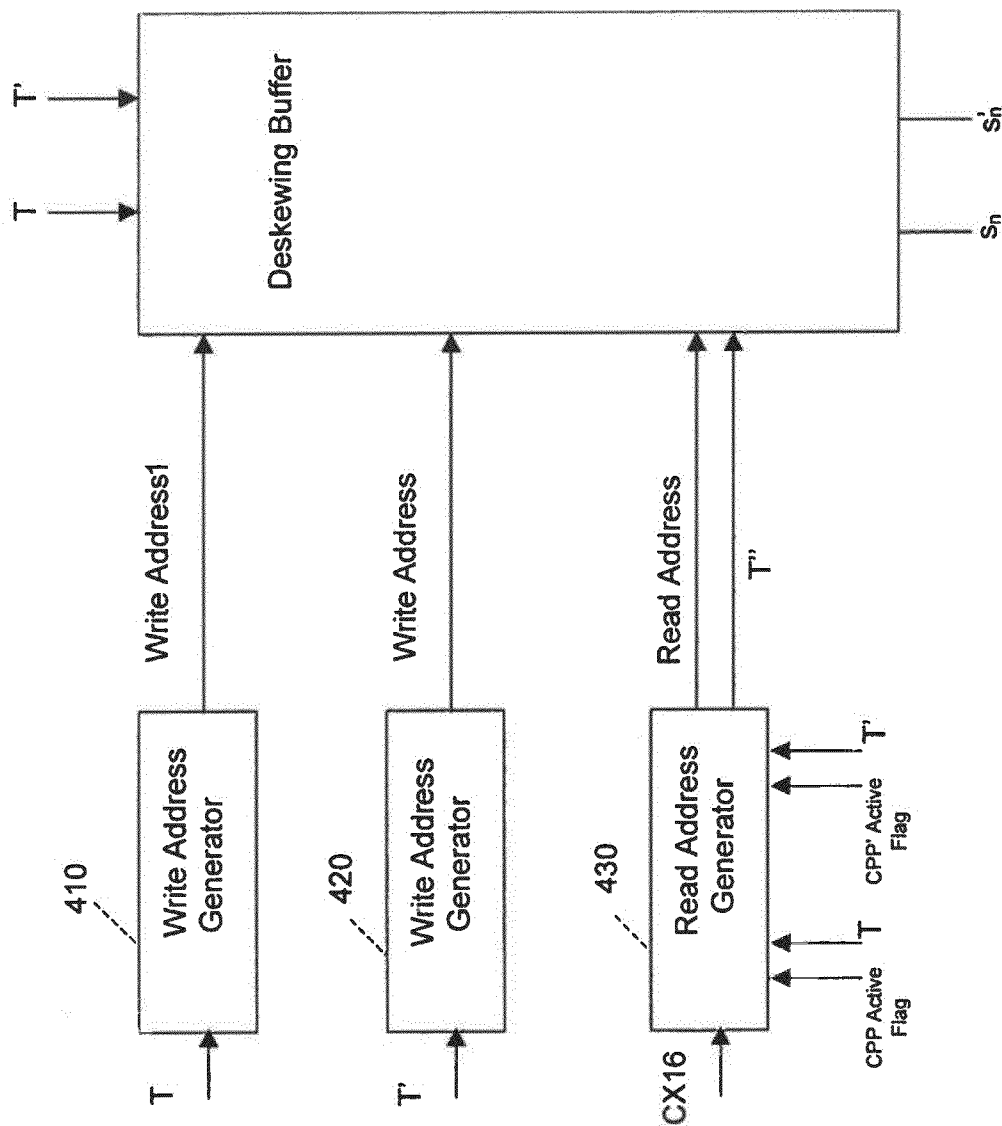 T
T'
410
T
Write Address
Generator
Write Address1
Deskewing Buffer
420
T'
Write Address
Generator
Write Address
430
CX16
Read Address
Generator
Read Address
T''
CPP Active
Flag
T
CPP' Active
Flag
T'
Sn
S'n